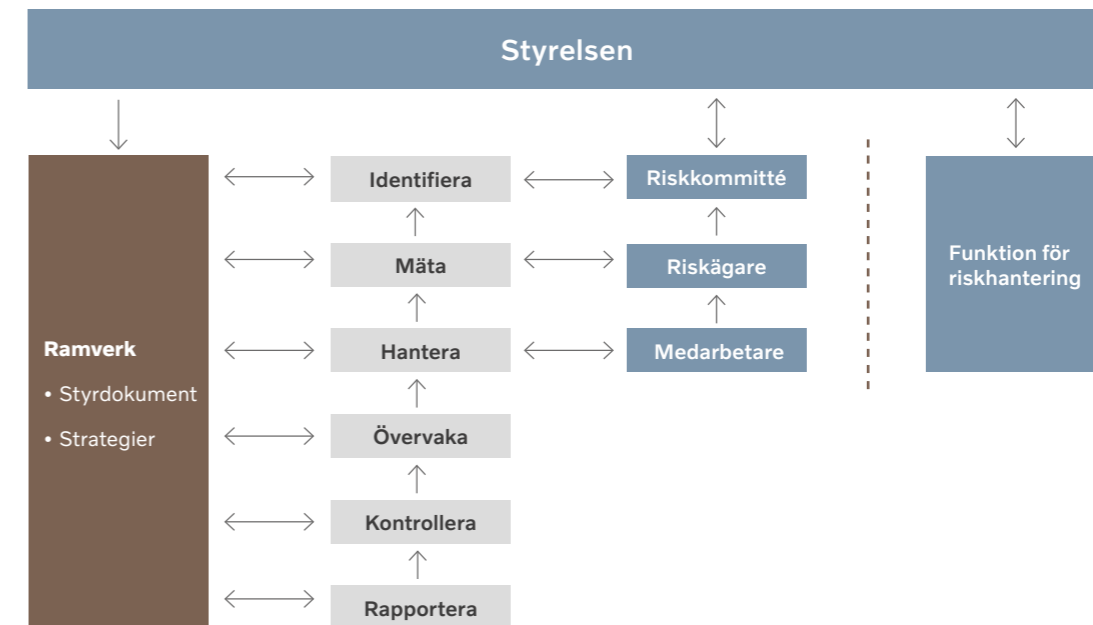 Styrelsen
Ramverk
• Styrdokument
• Strategier
Identifiera
Mäta
Hantera
Övervaka
Kontrollera
Rapportera
Riskkommitté
Riskägare
Medarbetare
Funktion för
riskhantering